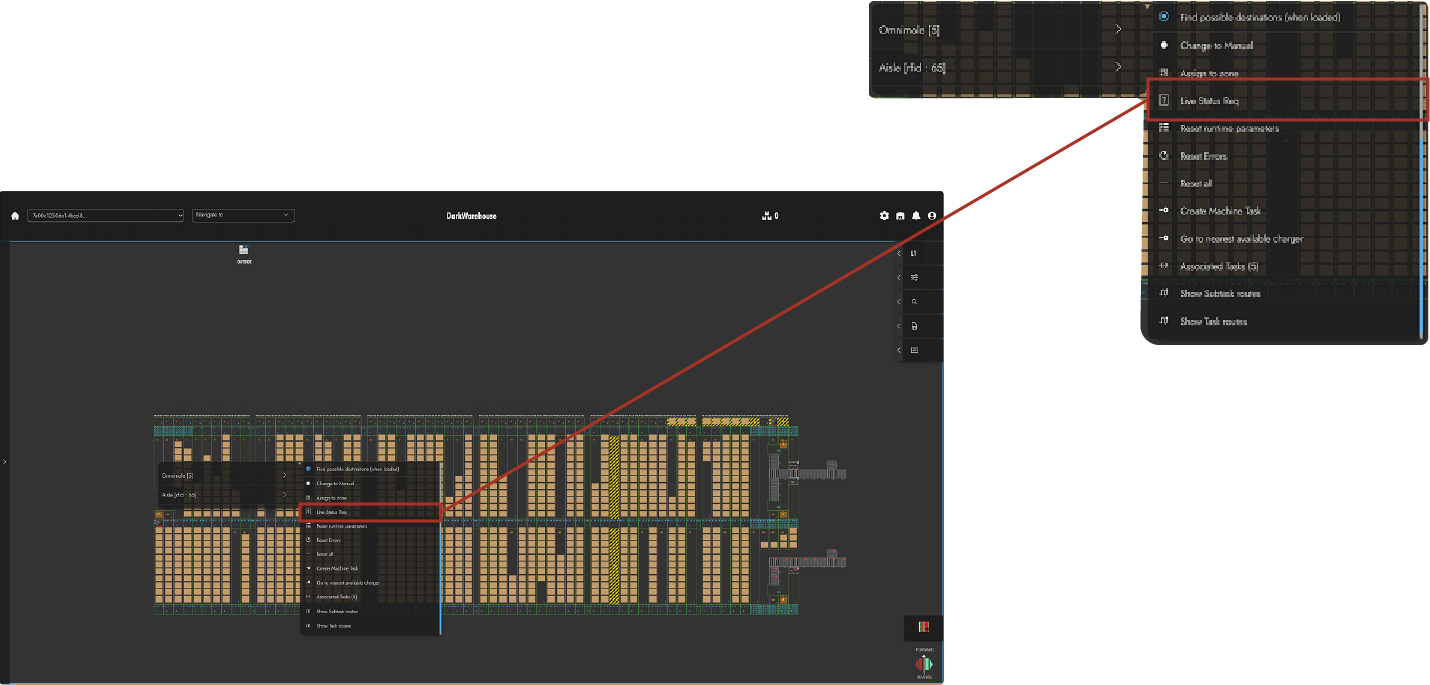 Omnimole [5]
Aisle [rfid : 65]
Find possible destinations (when loaded)
Change to Manual
Assign to zone
Live Status Req
Reset runtime parameters
Reset Errors
Reset all
Create Machine Task
Go to nearest available charger
Associated Tasks (5)
Show Subtask routes
Show Task routes
Navigate to
DarkWarehouse
0
OUTSIDE
Omnimole [5]
Aisle [rfid : 65]
Find possible destinations (when loaded)
Change to Manual
Assign to zone
Live Status Req
Reset runtime parameters
Reset Errors
Reset all
Create Machine Task
Go to nearest available charger
Associated Tasks (5)
Show Subtask routes
Show Task routes
FORWARD
REVERSE